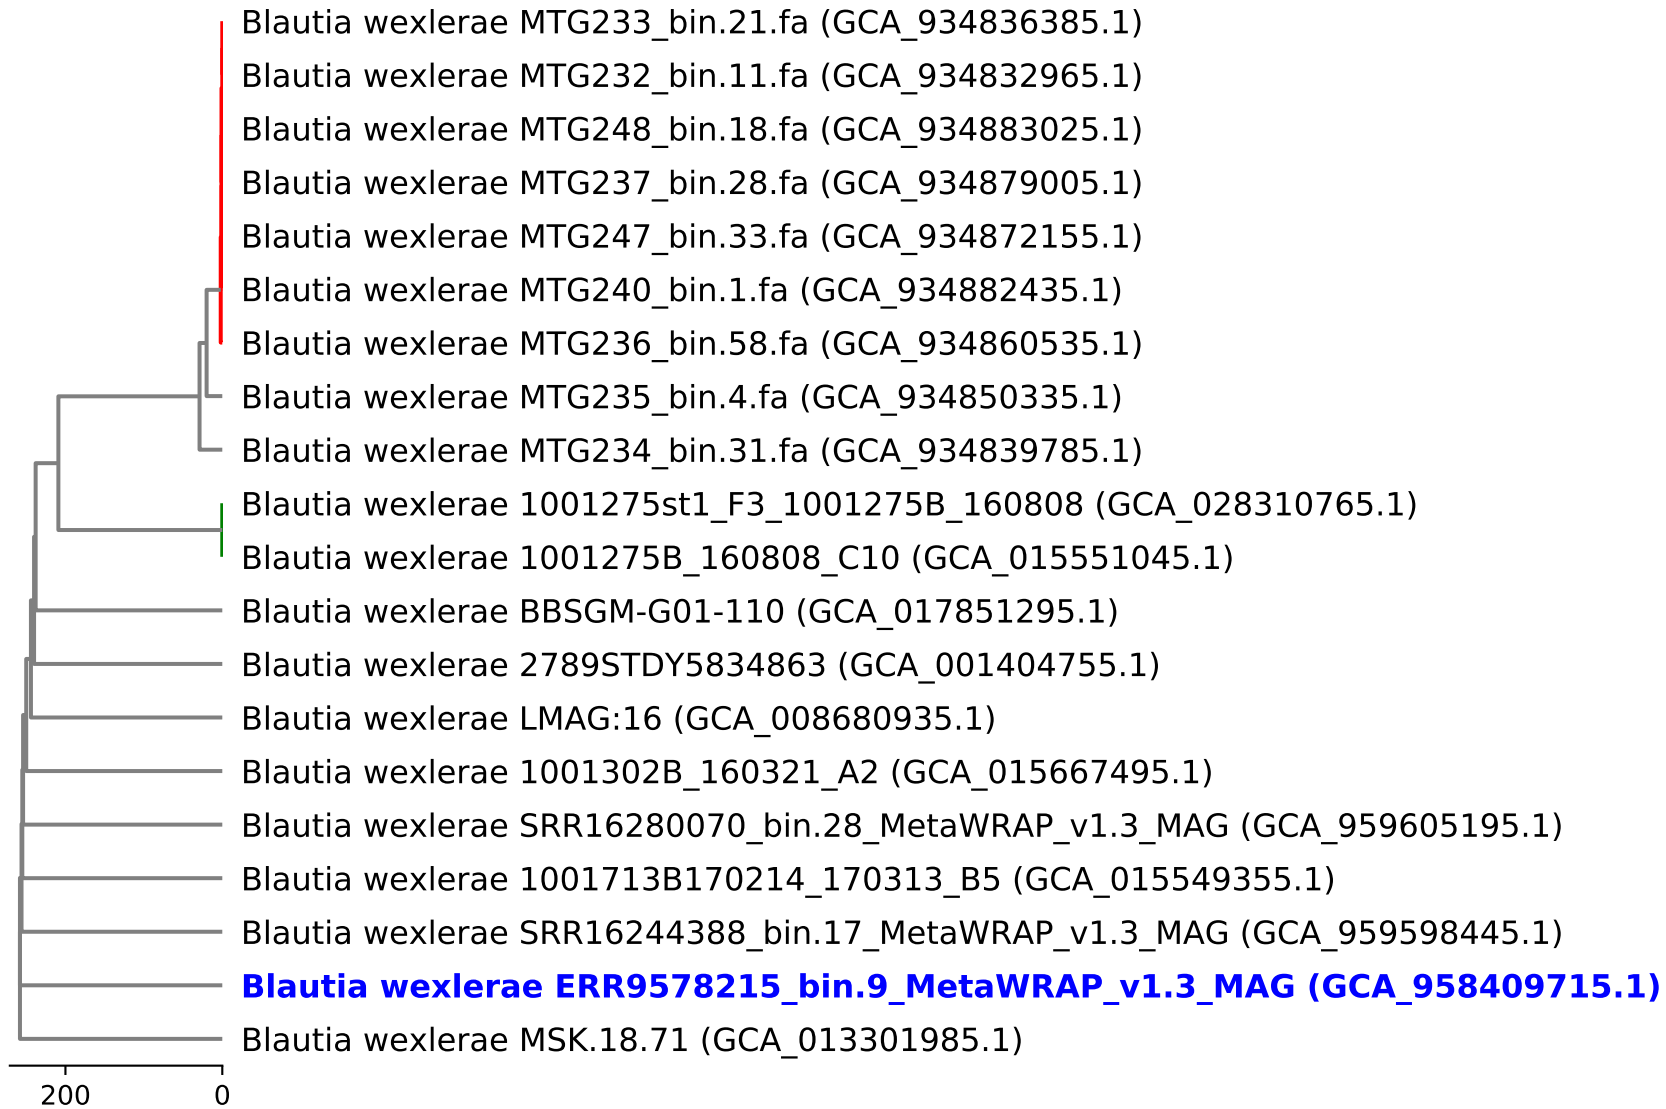 Blautia wexlerae MTG233_bin.21.fa (GCA_934836385.1)
Blautia wexlerae MTG232_bin.11.fa (GCA_934832965.1)
Blautia wexlerae MTG248_bin.18.fa (GCA_934883025.1)
Blautia wexlerae MTG237_bin.28.fa (GCA_934879005.1)
Blautia wexlerae MTG247_bin.33.fa (GCA_934872155.1)
Blautia wexlerae MTG240_bin.1.fa (GCA_934882435.1)
Blautia wexlerae MTG236_bin.58.fa (GCA_934860535.1)
Blautia wexlerae MTG235_bin.4.fa (GCA_934850335.1)
Blautia wexlerae MTG234_bin.31.fa (GCA_934839785.1)
Blautia wexlerae 1001275st1_F3_1001275B_160808 (GCA_028310765.1)
Blautia wexlerae 1001275B_160808_C10 (GCA_015551045.1)
Blautia wexlerae BBSGM-G01-110 (GCA_017851295.1)
Blautia wexlerae 2789STDY5834863 (GCA_001404755.1)
Blautia wexlerae LMAG:16 (GCA_008680935.1)
Blautia wexlerae 1001302B_160321_A2 (GCA_015667495.1)
Blautia wexlerae SRR16280070_bin.28_MetaWRAP_v1.3_MAG (GCA_959605195.1)
Blautia wexlerae 1001713B170214_170313_B5 (GCA_015549355.1)
Blautia wexlerae SRR16244388_bin.17_MetaWRAP_v1.3_MAG (GCA_959598445.1)
Blautia wexlerae ERR9578215_bin.9_MetaWRAP_v1.3_MAG (GCA_958409715.1)
Blautia wexlerae MSK.18.71 (GCA_013301985.1)
200 0